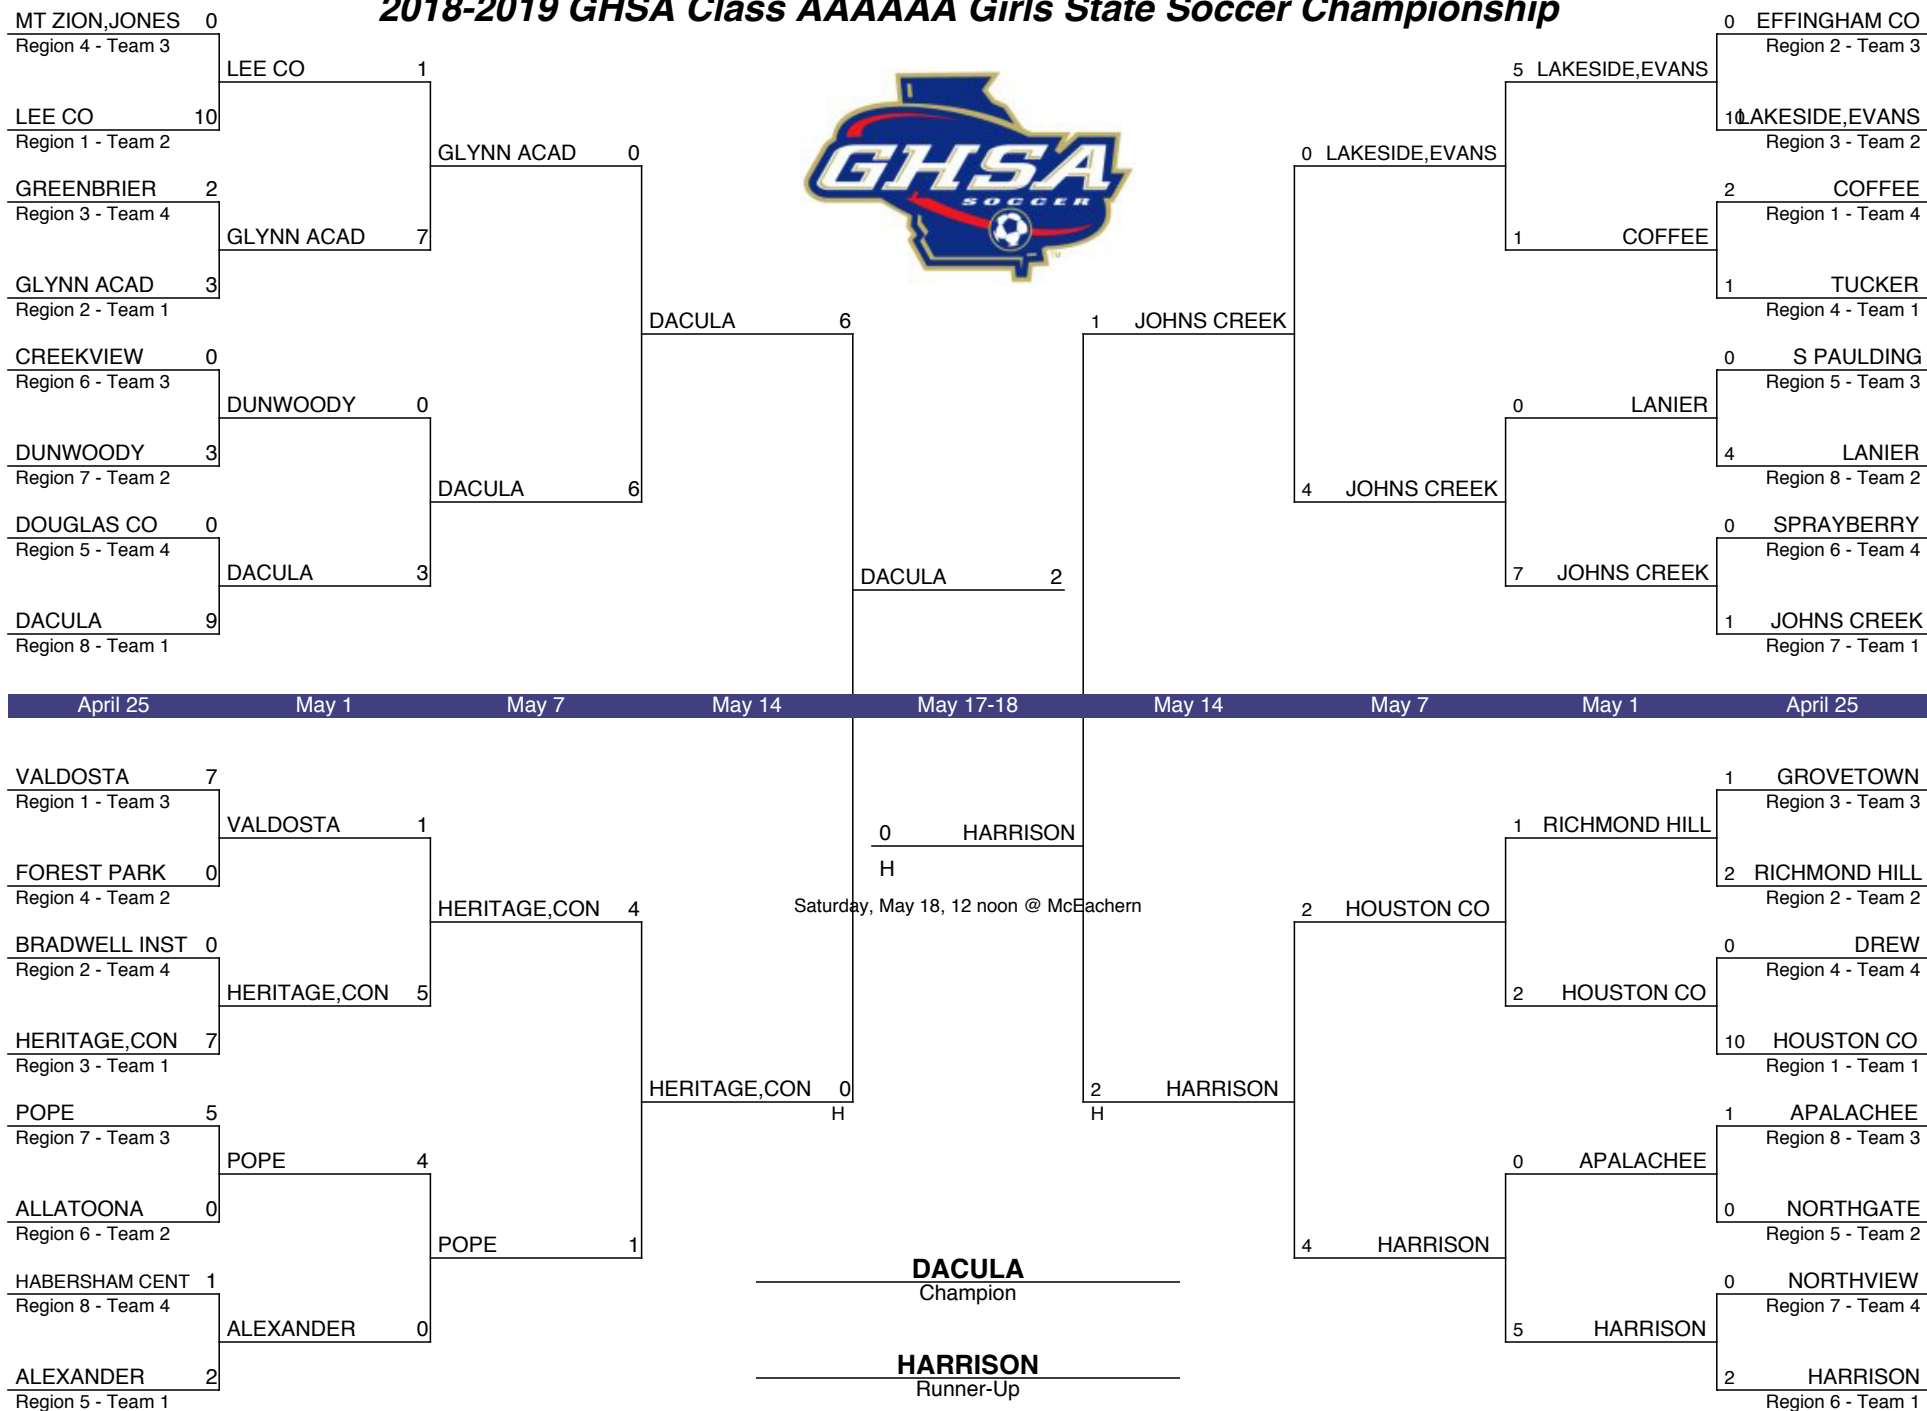 2018-2019 GHSA Class AAAAAA Girls State Soccer Championship
MT ZION,JONES 0
Region 4 - Team 3
LEE CO 10
Region 1 - Team 2
GREENBRIER 2
Region 3 - Team 4
GLYNN ACAD 3
Region 2 - Team 1
CREEKVIEW 0
Region 6 - Team 3
DUNWOODY 3
Region 7 - Team 2
DOUGLAS CO 0
Region 5 - Team 4
DACULA 9
Region 8 - Team 1
LEE CO 1
GLYNN ACAD 7
DUNWOODY 0
DACULA 3
GLYNN ACAD 0
DACULA 6
DACULA 6
DACULA 2
GHSA
SOCCER
TM
1 JOHNS CREEK
0 LAKESIDE,EVANS
4 JOHNS CREEK
5 LAKESIDE,EVANS
1 COFFEE
0 LANIER
7 JOHNS CREEK
0 EFFINGHAM CO
Region 2 - Team 3
10 LAKESIDE,EVANS
Region 3 - Team 2
2 COFFEE
Region 1 - Team 4
1 TUCKER
Region 4 - Team 1
0 S PAULDING
Region 5 - Team 3
4 LANIER
Region 8 - Team 2
0 SPRAYBERRY
Region 6 - Team 4
1 JOHNS CREEK
Region 7 - Team 1
April 25 May 1 May 7 May 14 May 17-18 May 14 May 7 May 1 April 25
VALDOSTA 7
Region 1 - Team 3
FOREST PARK 0
Region 4 - Team 2
BRADWELL INST 0
Region 2 - Team 4
HERITAGE,CON 7
Region 3 - Team 1
POPE 5
Region 7 - Team 3
ALLATOONA 0
Region 6 - Team 2
HABERSHAM CENT 1
Region 8 - Team 4
ALEXANDER 2
Region 5 - Team 1
VALDOSTA 1
HERITAGE,CON 5
POPE 4
ALEXANDER 0
HERITAGE,CON 4
POPE 1
HERITAGE,CON 0
H
0 HARRISON
H
Saturday, May 18, 12 noon @ McEachern
2 HARRISON
H
2 HOUSTON CO
4 HARRISON
1 RICHMOND HILL
2 HOUSTON CO
0 APALACHEE
5 HARRISON
1 GROVETOWN
Region 3 - Team 3
2 RICHMOND HILL
Region 2 - Team 2
0 DREW
Region 4 - Team 4
10 HOUSTON CO
Region 1 - Team 1
1 APALACHEE
Region 8 - Team 3
0 NORTHGATE
Region 5 - Team 2
0 NORTHVIEW
Region 7 - Team 4
2 HARRISON
Region 6 - Team 1
DACULA
Champion
HARRISON
Runner-Up